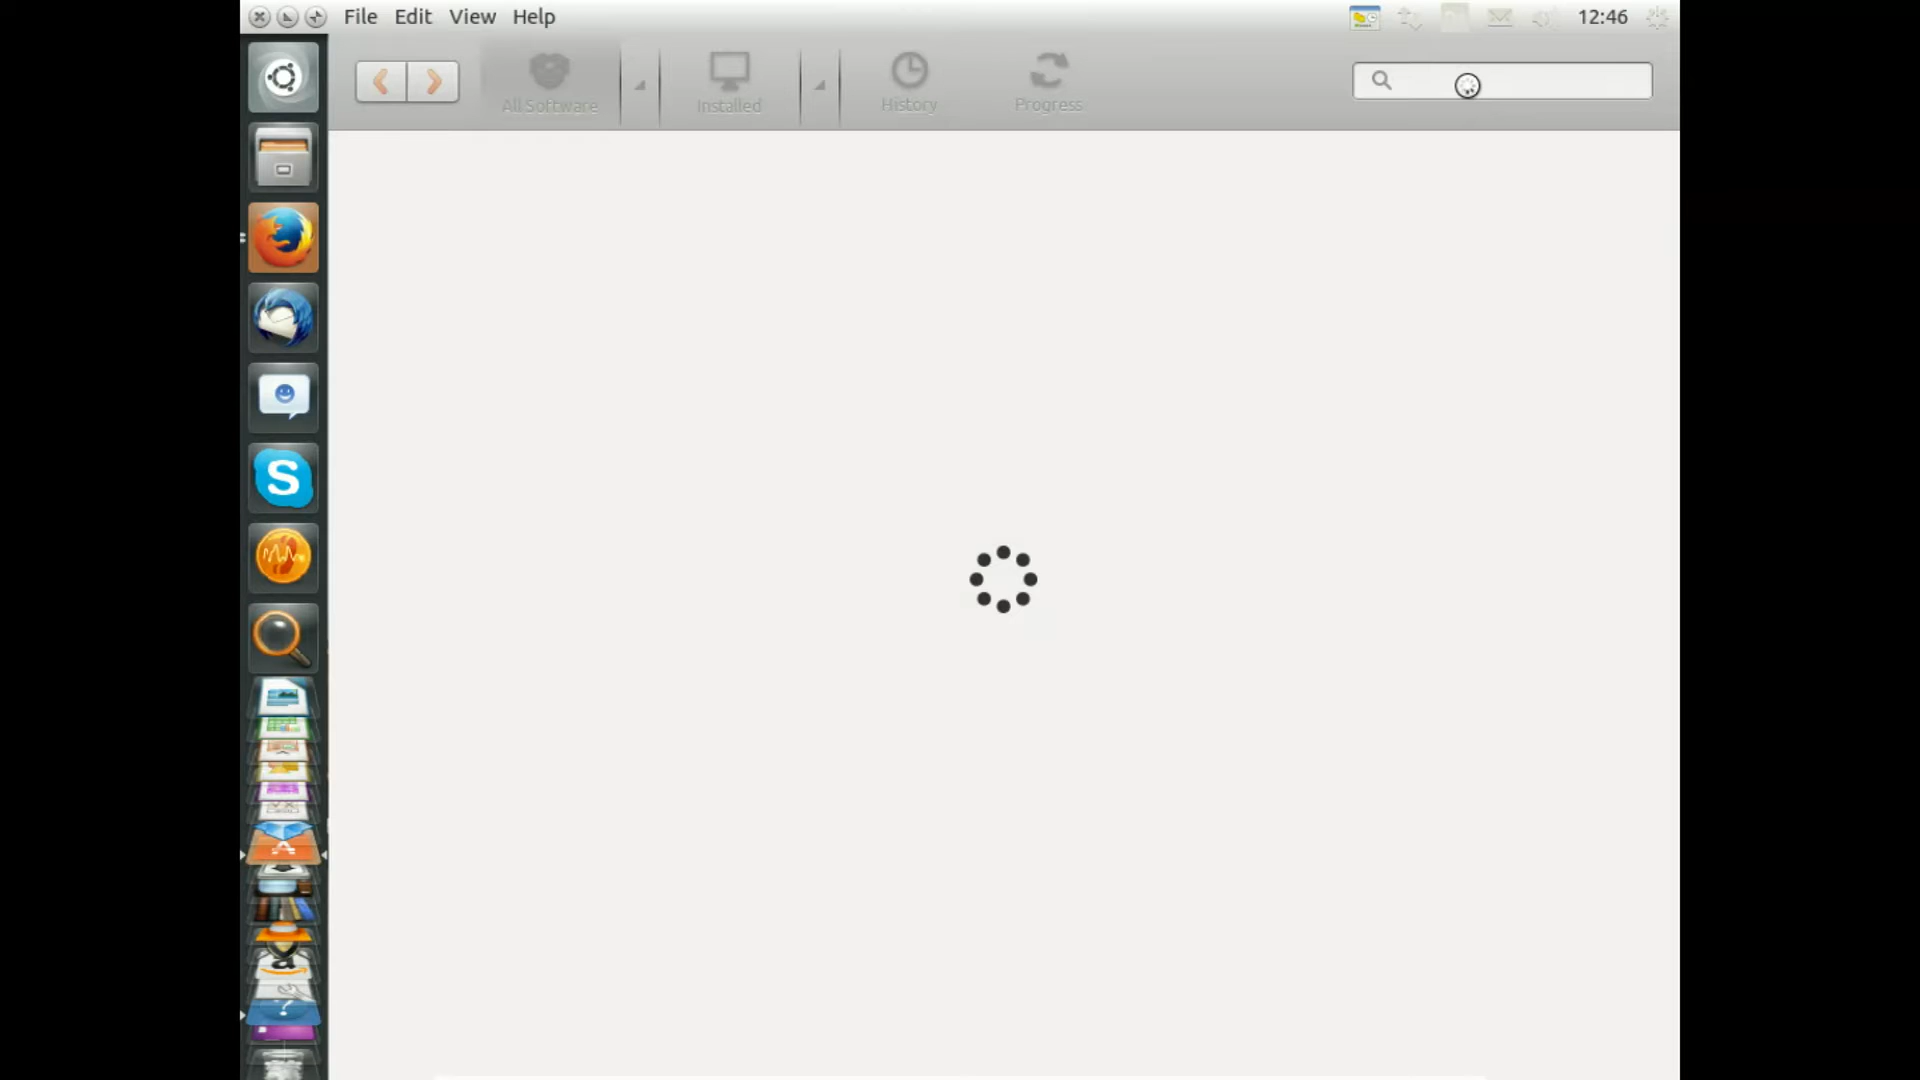 File Edit View Help
12:46
All Software
Installed
History
Progress
S